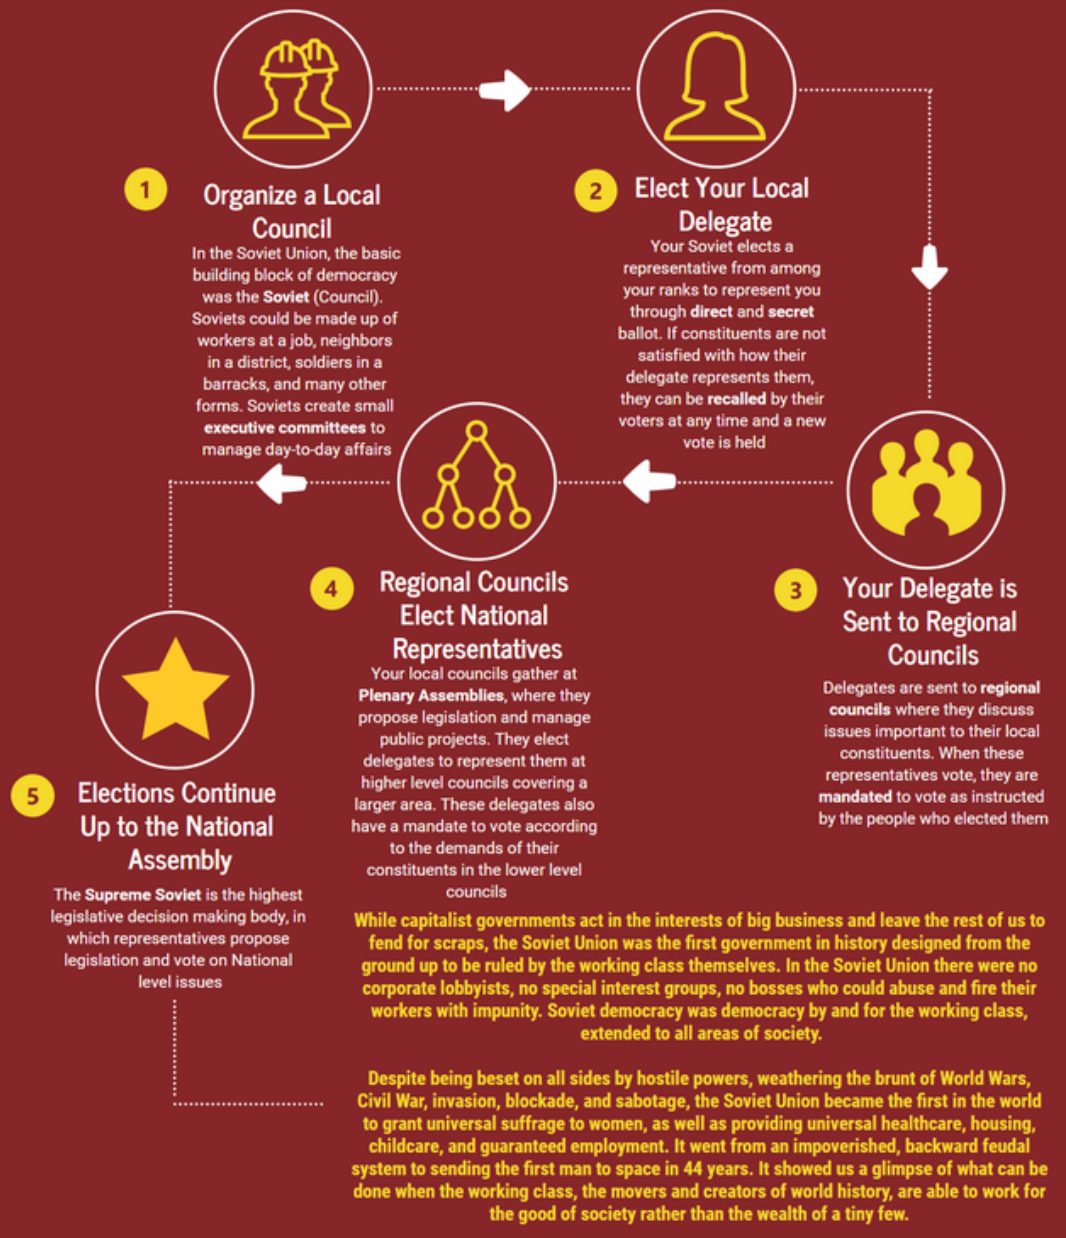 1
Organize a Local
Council
In the Soviet Union, the basic
building block of democracy
was the Soviet (Council).
Soviets could be made up of
workers at a job, neighbors
in a district, soldiers in a
barracks, and many other
forms. Soviets create small
executive committees to
manage day-to-day affairs
2
Elect Your Local
Delegate
Your Soviet elects a
representative from among
your ranks to represent you
through direct and secret
ballot. If constituents are not
satisfied with how their
delegate represents them,
they can be recalled by their
voters at any time and a new
vote is held
3
Your Delegate is
Sent to Regional
Councils
Delegates are sent to regional
councils where they discuss
issues important to their local
constituents. When these
representatives vote, they are
mandated to vote as instructed
by the people who elected them
4
Regional Councils
Elect National
Representatives
Your local councils gather at
Plenary Assemblies, where they
propose legislation and manage
public projects. They elect
delegates to represent them at
higher level councils covering a
larger area. These delegates also
have a mandate to vote according
to the demands of their
constituents in the lower level
councils
5
Elections Continue
Up to the National
Assembly
The Supreme Soviet is the highest
legislative decision making body, in
which representatives propose
legislation and vote on National
level issues
While capitalist governments act in the interests of big business and leave the rest of us to
fend for scraps, the Soviet Union was the first government in history designed from the
ground up to be ruled by the working class themselves. In the Soviet Union there were no
corporate lobbyists, no special interest groups, no bosses who could abuse and fire their
workers with impunity. Soviet democracy was democracy by and for the working class,
extended to all areas of society.
Despite being beset on all sides by hostile powers, weathering the brunt of World Wars,
Civil War, invasion, blockade, and sabotage, the Soviet Union became the first in the world
to grant universal suffrage to women, as well as providing universal healthcare, housing,
childcare, and guaranteed employment. It went from an impoverished, backward feudal
system to sending the first man to space in 44 years. It showed us a glimpse of what can be
done when the working class, the movers and creators of world history, are able to work for
the good of society rather than the wealth of a tiny few.